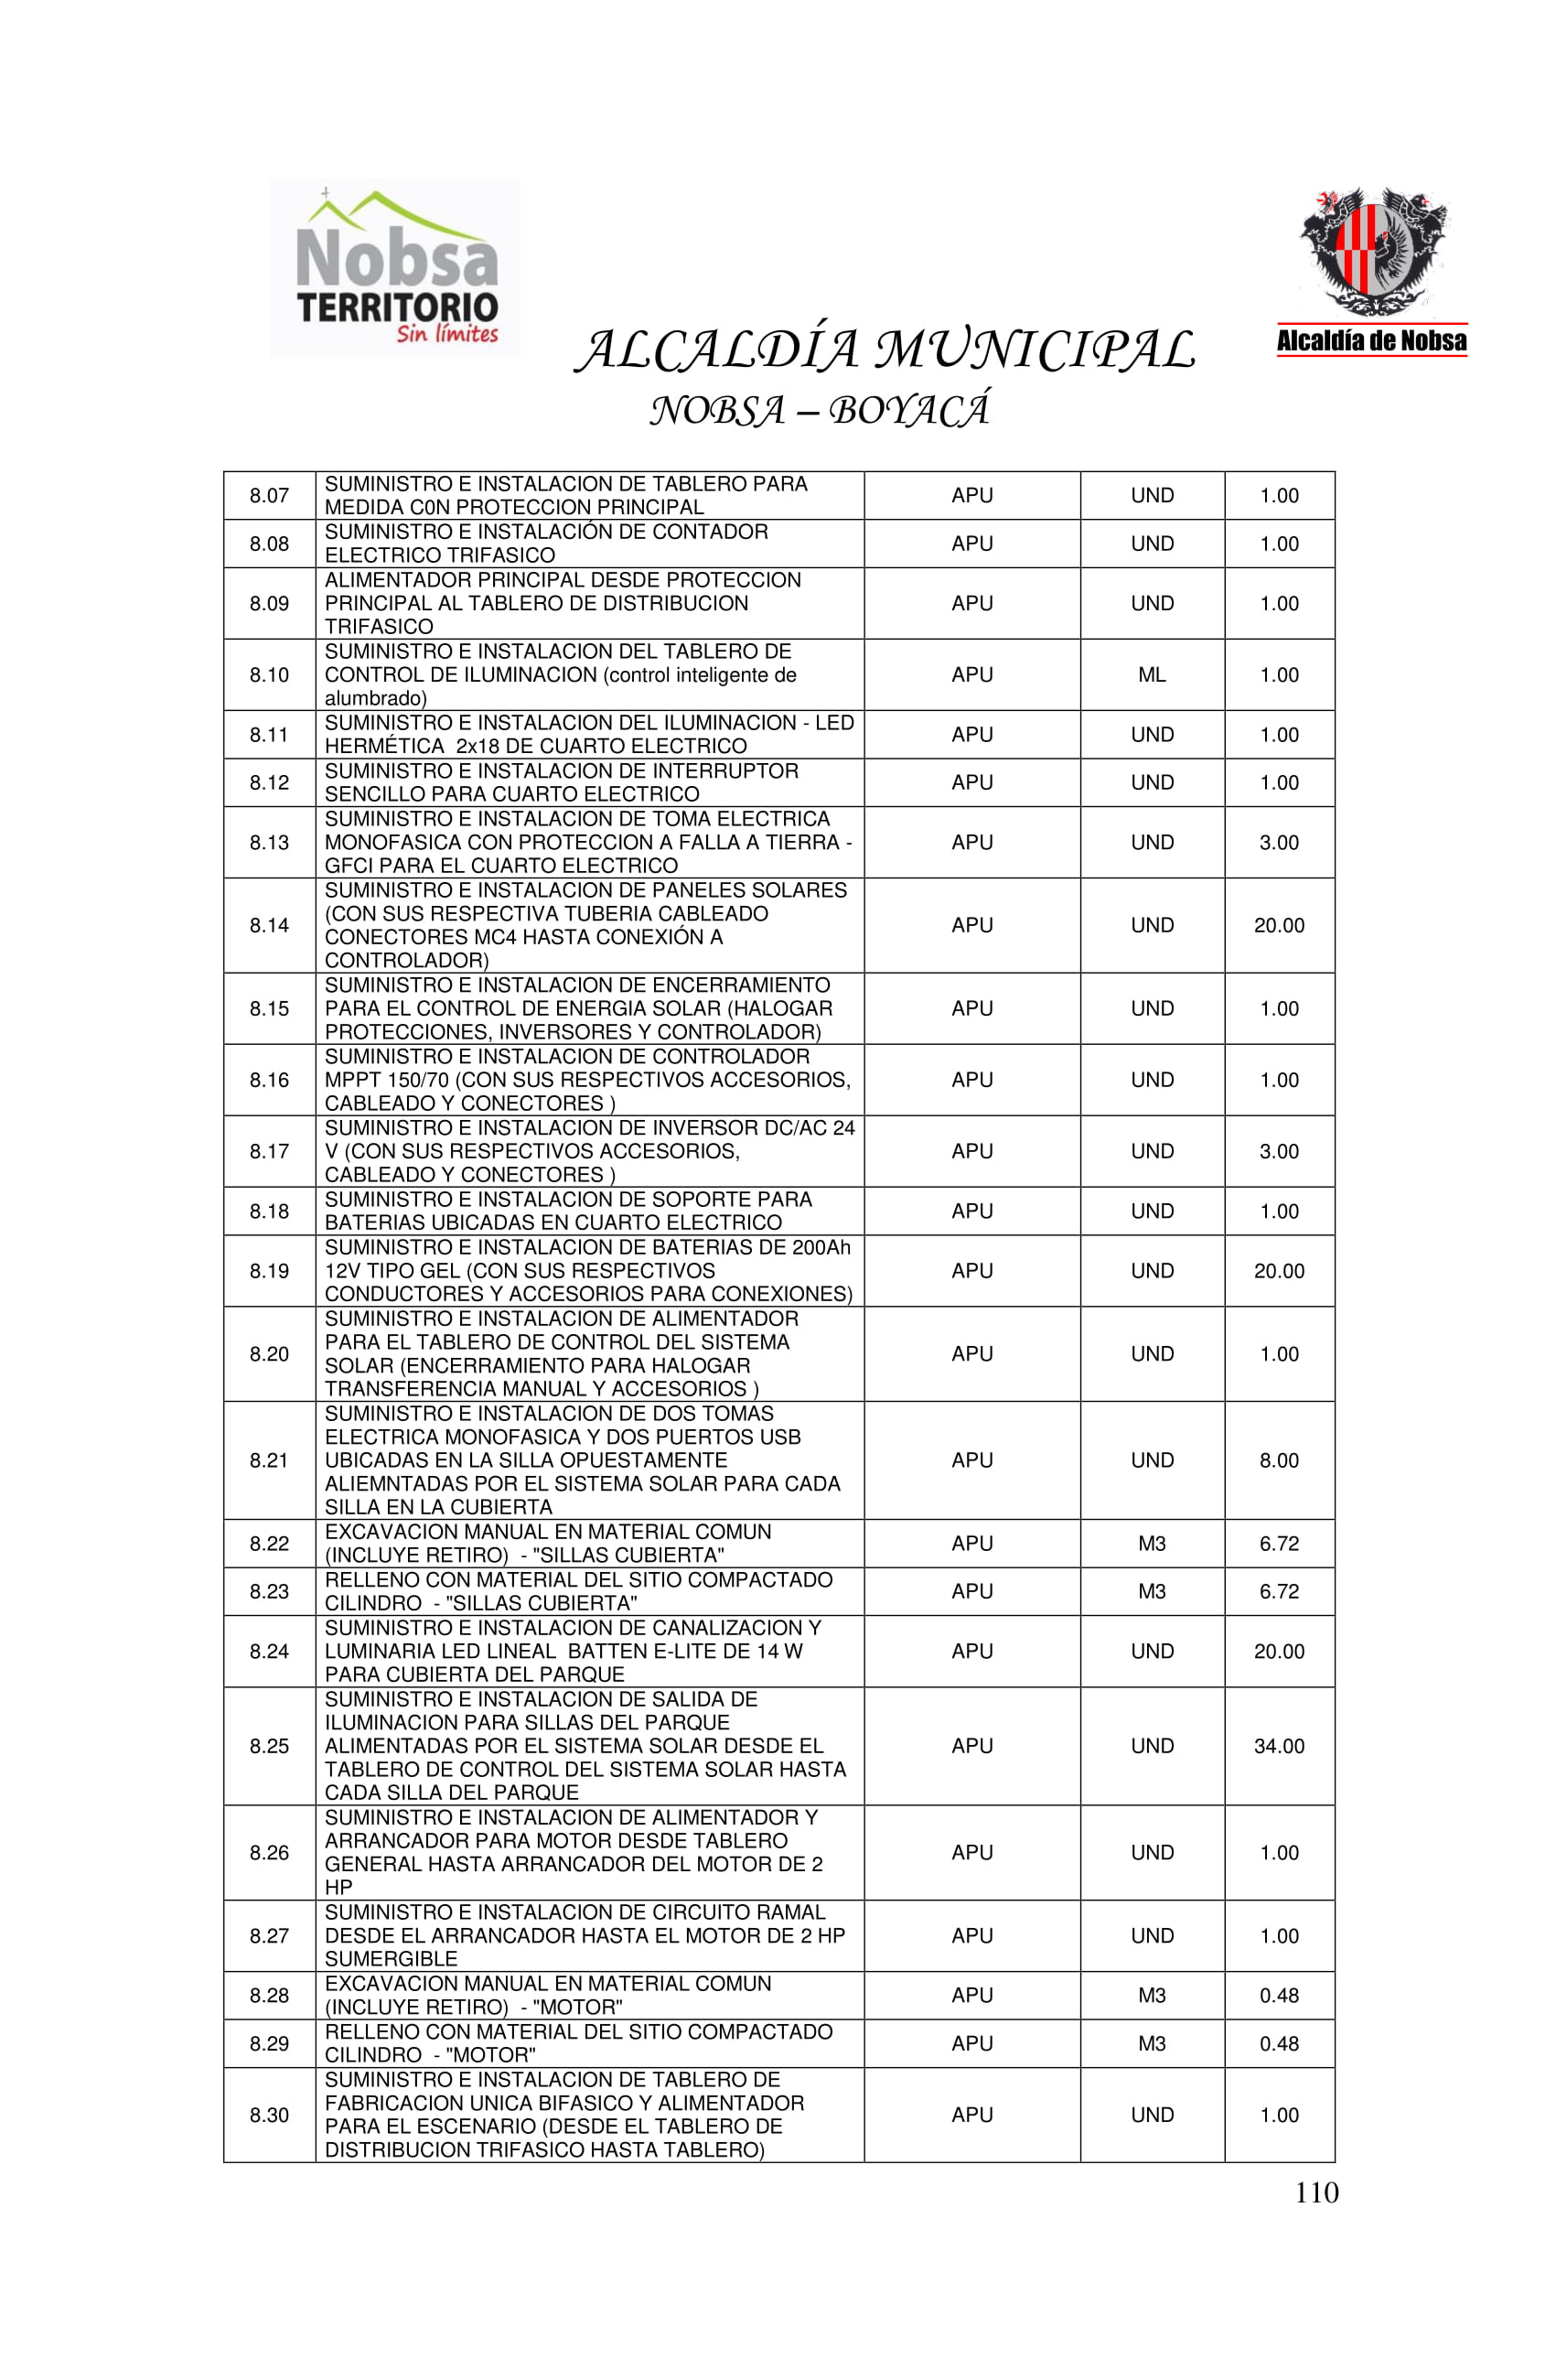 Nobsa
TERRITORIO
Sin límites
Alcaldía de Nobsa
ALCALDÍA MUNICIPAL
NOBSA – BOYACÁ
8.07 SUMINISTRO E INSTALACION DE TABLERO PARA
MEDIDA C0N PROTECCION PRINCIPAL APU UND 1.00
8.08 SUMINISTRO E INSTALACIÓN DE CONTADOR
ELECTRICO TRIFASICO APU UND 1.00
8.09 ALIMENTADOR PRINCIPAL DESDE PROTECCION
PRINCIPAL AL TABLERO DE DISTRIBUCION
TRIFASICO APU UND 1.00
8.10 SUMINISTRO E INSTALACION DEL TABLERO DE
CONTROL DE ILUMINACION (control inteligente de
alumbrado) APU ML 1.00
8.11 SUMINISTRO E INSTALACION DEL ILUMINACION - LED
HERMÉTICA 2x18 DE CUARTO ELECTRICO APU UND 1.00
8.12 SUMINISTRO E INSTALACION DE INTERRUPTOR
SENCILLO PARA CUARTO ELECTRICO APU UND 1.00
8.13 SUMINISTRO E INSTALACION DE TOMA ELECTRICA
MONOFASICA CON PROTECCION A FALLA A TIERRA -
GFCI PARA EL CUARTO ELECTRICO APU UND 3.00
8.14 SUMINISTRO E INSTALACION DE PANELES SOLARES
(CON SUS RESPECTIVA TUBERIA CABLEADO
CONECTORES MC4 HASTA CONEXIÓN A
CONTROLADOR) APU UND 20.00
8.15 SUMINISTRO E INSTALACION DE ENCERRAMIENTO
PARA EL CONTROL DE ENERGIA SOLAR (HALOGAR
PROTECCIONES, INVERSORES Y CONTROLADOR) APU UND 1.00
8.16 SUMINISTRO E INSTALACION DE CONTROLADOR
MPPT 150/70 (CON SUS RESPECTIVOS ACCESORIOS,
CABLEADO Y CONECTORES ) APU UND 1.00
8.17 SUMINISTRO E INSTALACION DE INVERSOR DC/AC 24
V (CON SUS RESPECTIVOS ACCESORIOS,
CABLEADO Y CONECTORES ) APU UND 3.00
8.18 SUMINISTRO E INSTALACION DE SOPORTE PARA
BATERIAS UBICADAS EN CUARTO ELECTRICO APU UND 1.00
8.19 SUMINISTRO E INSTALACION DE BATERIAS DE 200Ah
12V TIPO GEL (CON SUS RESPECTIVOS
CONDUCTORES Y ACCESORIOS PARA CONEXIONES) APU UND 20.00
8.20 SUMINISTRO E INSTALACION DE ALIMENTADOR
PARA EL TABLERO DE CONTROL DEL SISTEMA
SOLAR (ENCERRAMIENTO PARA HALOGAR
TRANSFERENCIA MANUAL Y ACCESORIOS ) APU UND 1.00
8.21 SUMINISTRO E INSTALACION DE DOS TOMAS
ELECTRICA MONOFASICA Y DOS PUERTOS USB
UBICADAS EN LA SILLA OPUESTAMENTE
ALIEMNTADAS POR EL SISTEMA SOLAR PARA CADA
SILLA EN LA CUBIERTA APU UND 8.00
8.22 EXCAVACION MANUAL EN MATERIAL COMUN
(INCLUYE RETIRO) - "SILLAS CUBIERTA" APU M3 6.72
8.23 RELLENO CON MATERIAL DEL SITIO COMPACTADO
CILINDRO - "SILLAS CUBIERTA" APU M3 6.72
8.24 SUMINISTRO E INSTALACION DE CANALIZACION Y
LUMINARIA LED LINEAL BATTEN E-LITE DE 14 W
PARA CUBIERTA DEL PARQUE APU UND 20.00
8.25 SUMINISTRO E INSTALACION DE SALIDA DE
ILUMINACION PARA SILLAS DEL PARQUE
ALIMENTADAS POR EL SISTEMA SOLAR DESDE EL
TABLERO DE CONTROL DEL SISTEMA SOLAR HASTA
CADA SILLA DEL PARQUE APU UND 34.00
8.26 SUMINISTRO E INSTALACION DE ALIMENTADOR Y
ARRANCADOR PARA MOTOR DESDE TABLERO
GENERAL HASTA ARRANCADOR DEL MOTOR DE 2
HP APU UND 1.00
8.27 SUMINISTRO E INSTALACION DE CIRCUITO RAMAL
DESDE EL ARRANCADOR HASTA EL MOTOR DE 2 HP
SUMERGIBLE APU UND 1.00
8.28 EXCAVACION MANUAL EN MATERIAL COMUN
(INCLUYE RETIRO) - "MOTOR" APU M3 0.48
8.29 RELLENO CON MATERIAL DEL SITIO COMPACTADO
CILINDRO - "MOTOR" APU M3 0.48
8.30 SUMINISTRO E INSTALACION DE TABLERO DE
FABRICACION UNICA BIFASICO Y ALIMENTADOR
PARA EL ESCENARIO (DESDE EL TABLERO DE
DISTRIBUCION TRIFASICO HASTA TABLERO) APU UND 1.00
110